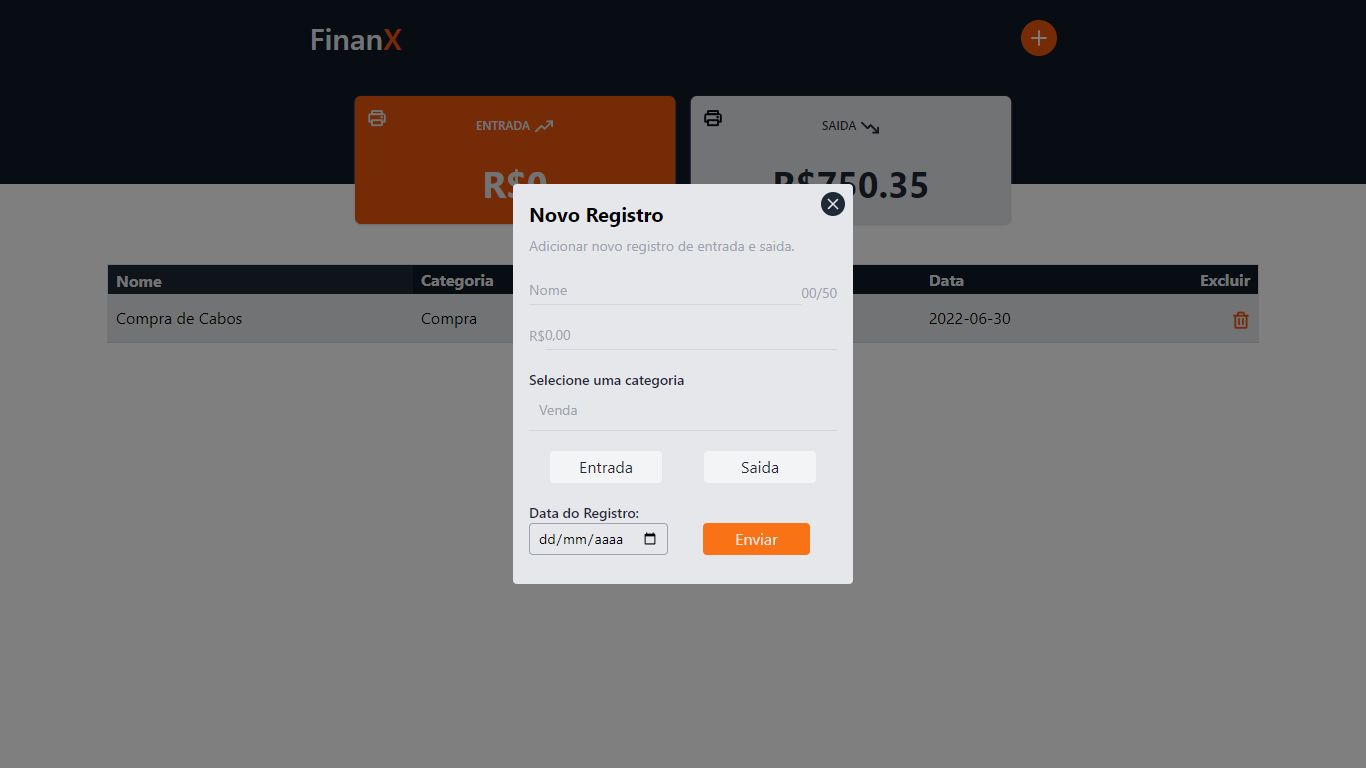 FinanX
ENTRADA
SAIDA
R$0
R$750.35
Novo Registro
Adicionar novo registro de entrada e saida.
Nome
00/50
R$0,00
Selecione uma categoria
Venda
Entrada
Saida
Data do Registro:
dd/mm/aaaa
Enviar
Nome Categoria Data Excluir
Compra de Cabos Compra 2022-06-30